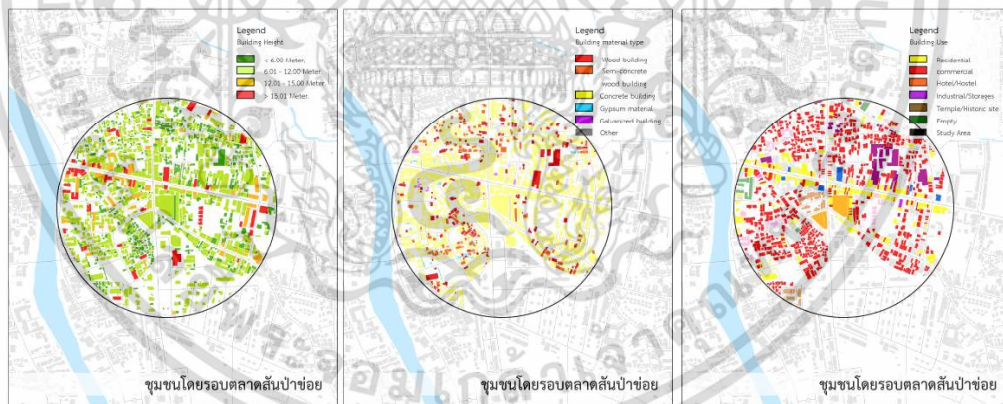 Legend
Building Height
< 6.00 Meter.
6.01 - 12.00 Meter.
12.01 - 15.00 Meter.
> 15.01 Meter.
ชุมชนโดยรอบตลาดสันป่าข่อย
Legend
Building material type
Wood building
Semi-concrete
wood building
Concrete building
Gypsum material
Galvanized building
Other
ชุมชนโดยรอบตลาดสันป่าข่อย
Legend
Building Use
Residential
commercial
Hotel/Hostel
Industrial/Storages
Temple/Historic site
Empty
Study Area
ชุมชนโดยรอบตลาดสันป่าข่อย